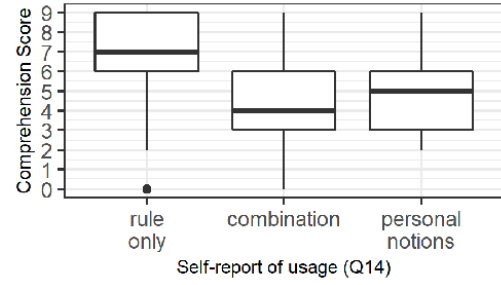 Comprehension Score
9
8
7
6
5
4
3
2
1
0
rule only
combination
personal notions
Self-report of usage (Q14)